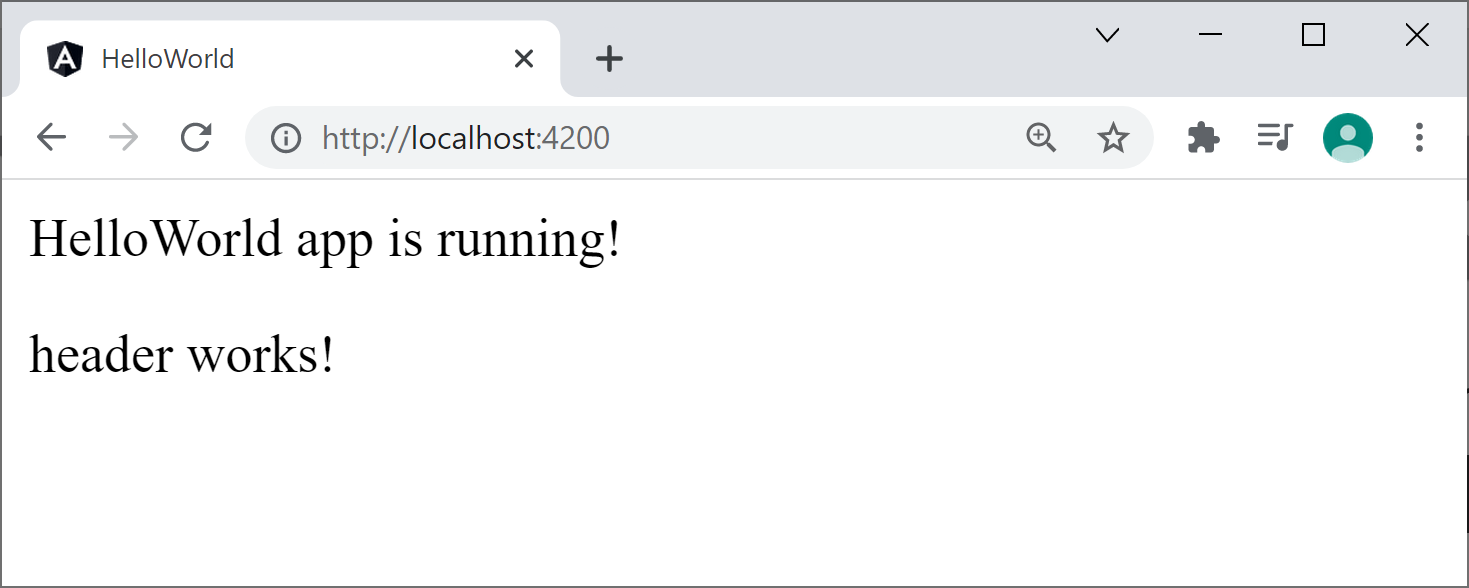 HelloWorld
http://localhost:4200
HelloWorld app is running!
header works!